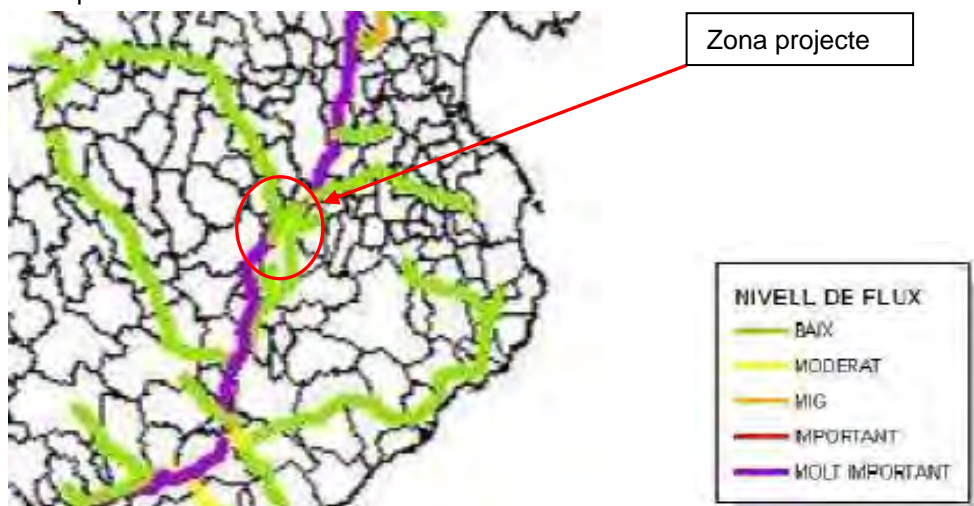 Zona projecte
NIVELL DE FLUX
BAIX
MODERAT
MIG
IMPORTANT
MOLT IMPORTANT